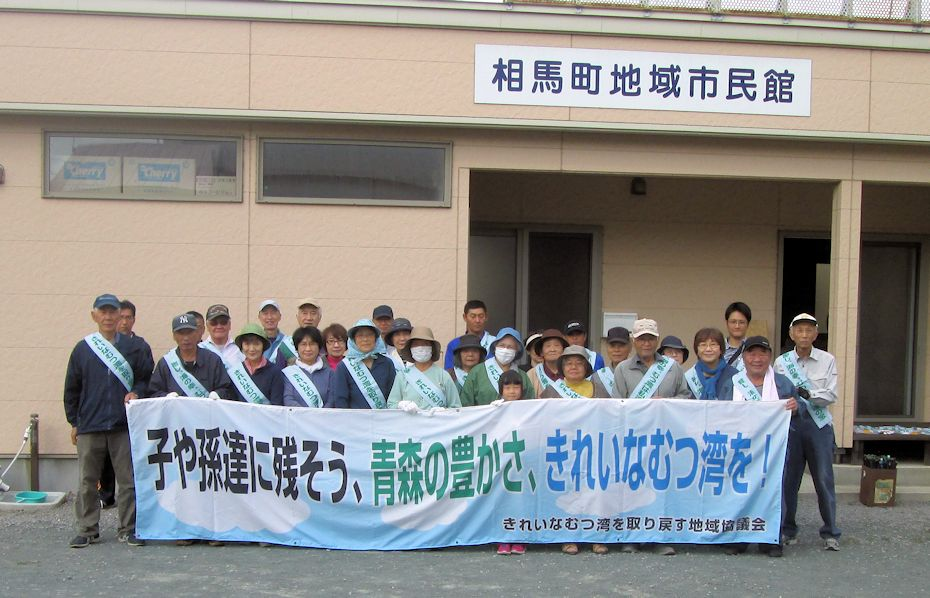 相馬町地域市民館
Cherry
Cherry
子や孫達に残そう、青森の豊かさ、きれいなむつ湾を！
きれいなむつ湾を取り戻す地域協議会